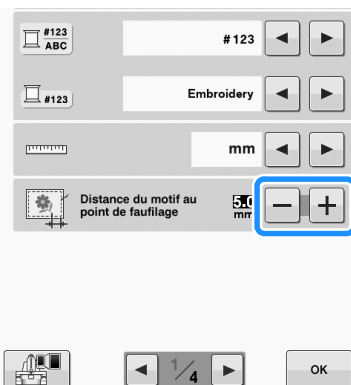 #123
ABC
#123
#123
Embroidery
mm
Distance du motif au
point de faufilage
5.0
mm
1/4
OK